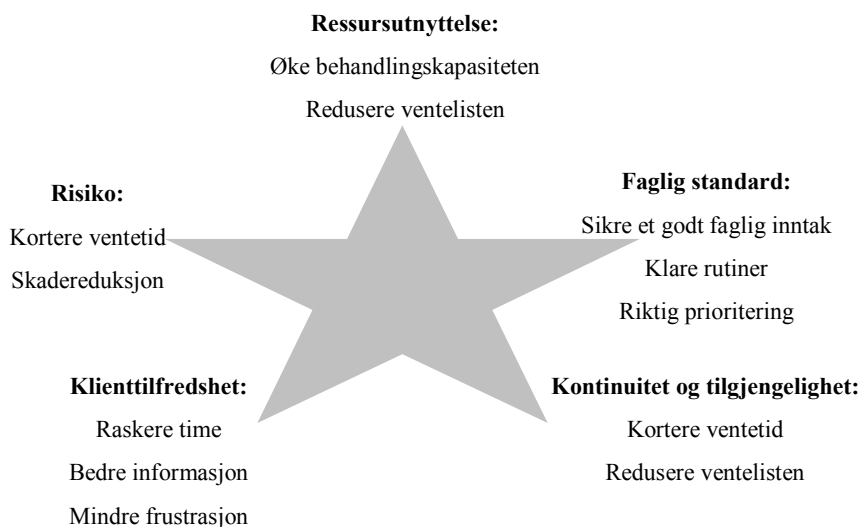 Ressursutnyttelse:
Øke behandlingskapasiteten
Redusere ventelisten
Risiko:
Kortere ventetid
Skadereduksjon
Faglig standard:
Sikre et godt faglig inntak
Klare rutiner
Riktig prioritering
Klienttilfredshet:
Raskere time
Bedre informasjon
Mindre frustrasjon
Kontinuitet og tilgjengelighet:
Kortere ventetid
Redusere ventelisten